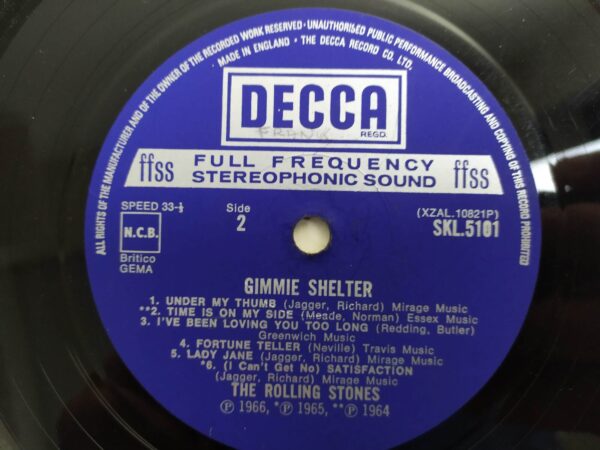 ALL RIGHTS OF THE MANUFACTURER AND OF THE OWNER OF THE RECORDED WORK RESERVED · UNAUTHORISED PUBLIC PERFORMANCE BROADCASTING AND COPYING OF THIS RECORD PROHIBITED
MADE IN ENGLAND · THE DECCA RECORD CO. LTD.
DECCA
REGD.
FRANK
ffss FULL FREQUENCY ffss
STEREOPHONIC SOUND
SPEED 33⅓ Side (XZAL.10821P)
2 SKL.5101
N.C.B.
Britico
GEMA
GIMMIE SHELTER
1. UNDER MY THUMB (Jagger, Richard) Mirage Music
**2. TIME IS ON MY SIDE (Meade, Norman) Essex Music
3. I'VE BEEN LOVING YOU TOO LONG (Redding, Butler)
Greenwich Music
4. FORTUNE TELLER (Neville) Travis Music
5. LADY JANE (Jagger, Richard) Mirage Music
*6. (I Can't Get No) SATISFACTION
(Jagger, Richard) Mirage Music
THE ROLLING STONES
Ⓟ 1966, *Ⓟ 1965, **Ⓟ 1964